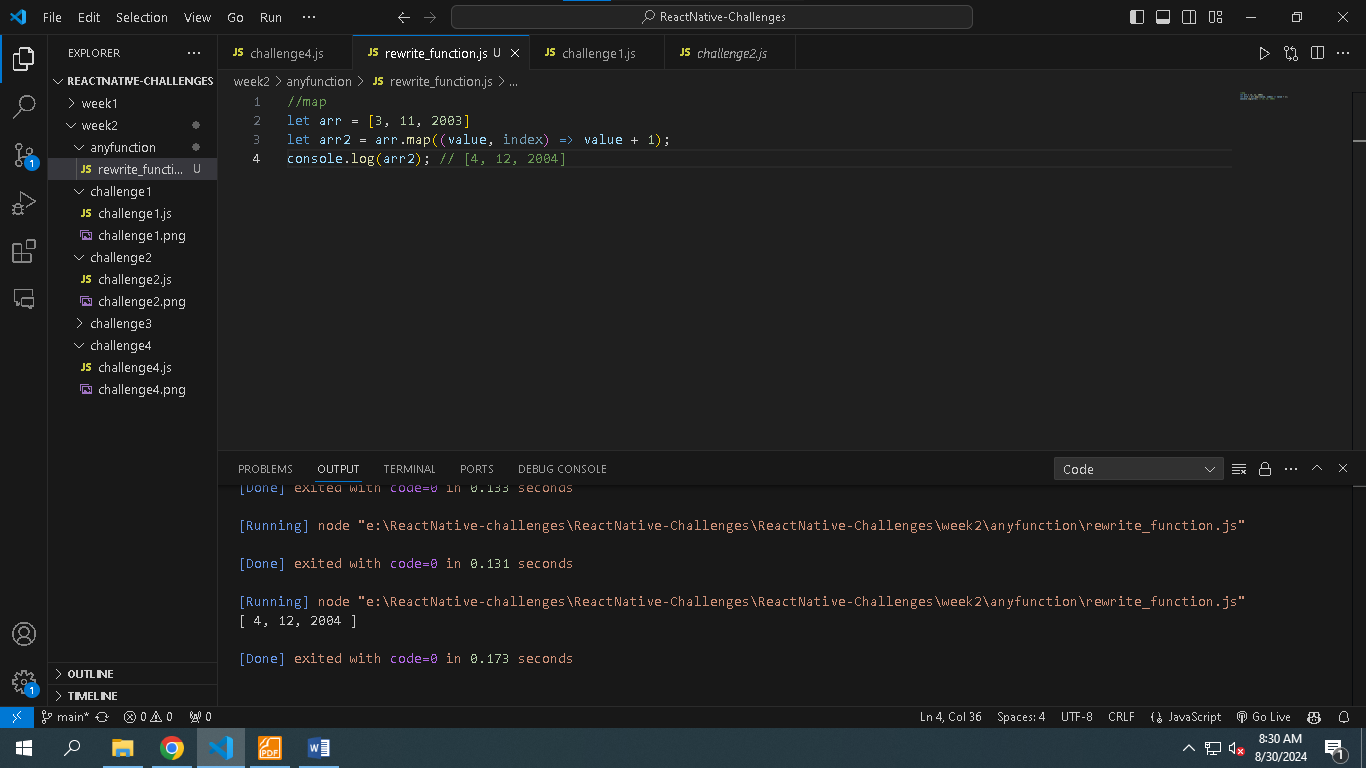 File Edit Selection View Go Run ··· ReactNative-Challenges
EXPLORER ···
REACTNATIVE-CHALLENGES
week1
week2
anyfunction
JS rewrite_functi... U
challenge1
JS challenge1.js
challenge1.png
challenge2
JS challenge2.js
challenge2.png
challenge3
challenge4
JS challenge4.js
challenge4.png
OUTLINE
TIMELINE
1
1
JS challenge4.js JS rewrite_function.js U JS challenge1.js JS challenge2.js
week2 > anyfunction > JS rewrite_function.js > ...
1 //map
2 let arr = [3, 11, 2003]
3 let arr2 = arr.map((value, index) => value + 1);
4 console.log(arr2); // [4, 12, 2004]
PROBLEMS OUTPUT TERMINAL PORTS DEBUG CONSOLE Code
[Done] exited with code=0 in 0.133 seconds
[Running] node "e:\ReactNative-challenges\ReactNative-Challenges\ReactNative-Challenges\week2\anyfunction\rewrite_function.js"
[Done] exited with code=0 in 0.131 seconds
[Running] node "e:\ReactNative-challenges\ReactNative-Challenges\ReactNative-Challenges\week2\anyfunction\rewrite_function.js"
[ 4, 12, 2004 ]
[Done] exited with code=0 in 0.173 seconds
main* 0 0 0 Ln 4, Col 36 Spaces: 4 UTF-8 CRLF JavaScript Go Live
PDF
8:30 AM
8/30/2024
1